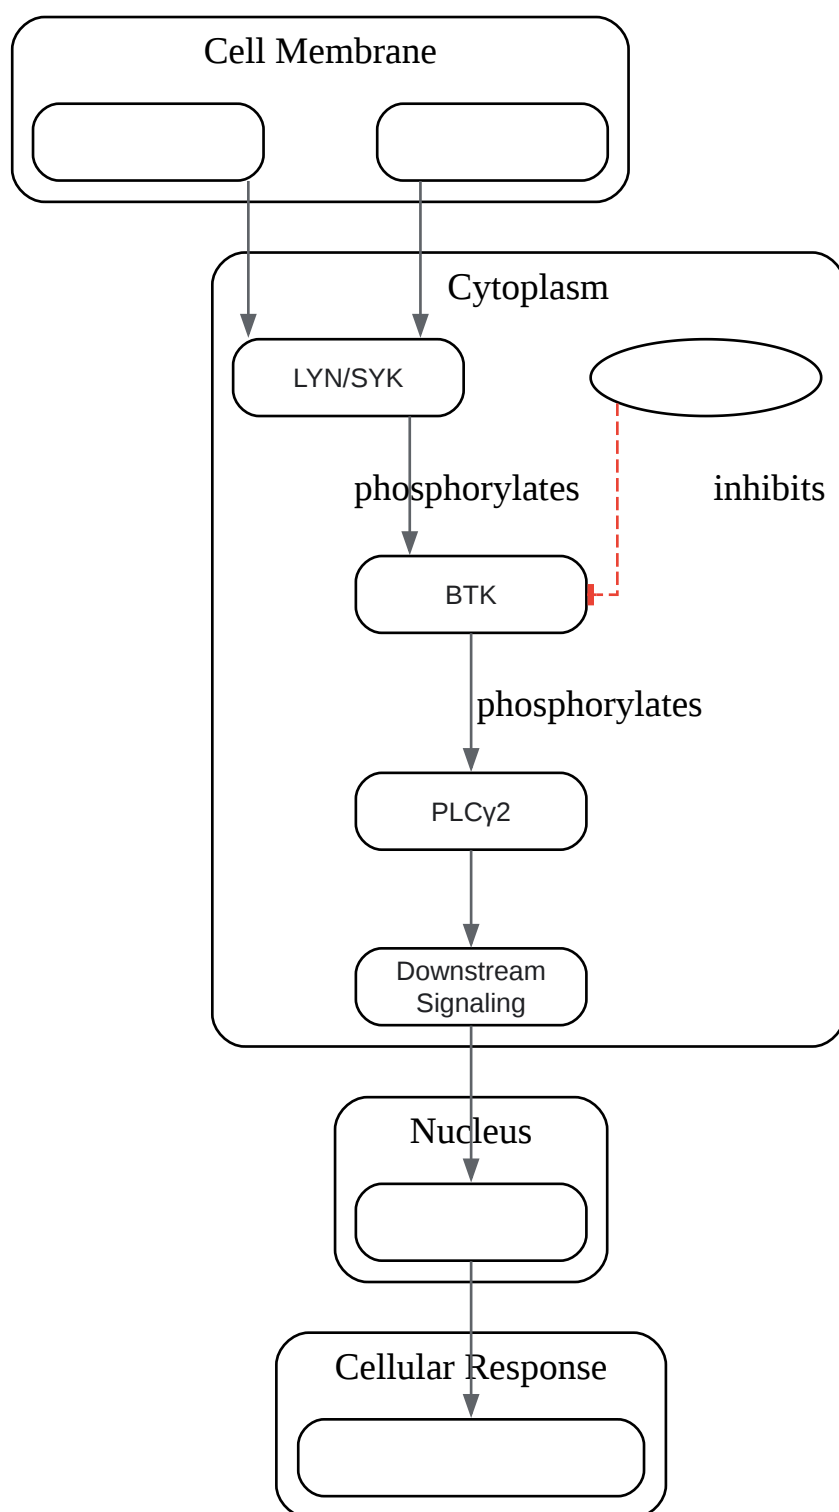 Cell Membrane
Cytoplasm
LYN/SYK
phosphorylates
inhibits
BTK
phosphorylates
PLCγ2
Downstream
Signaling
Nucleus
Cellular Response